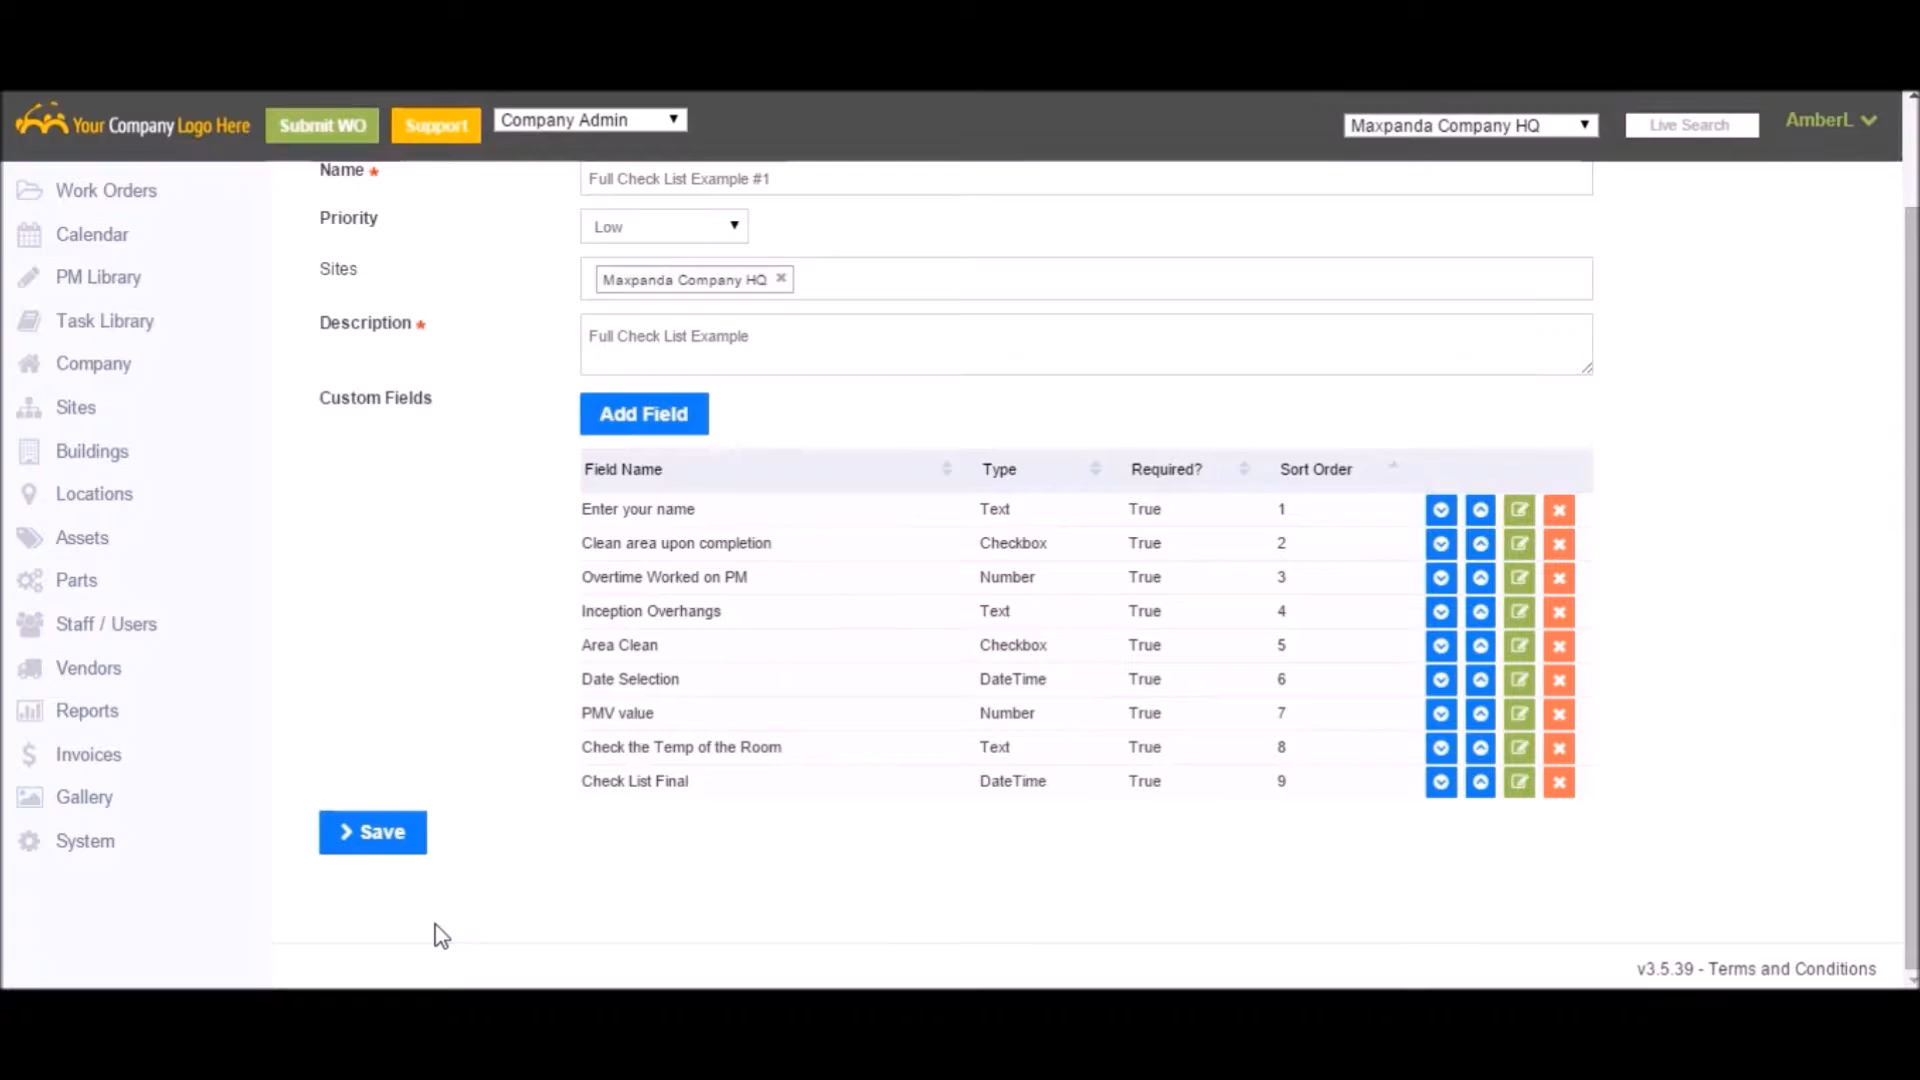 Your Company Logo Here Submit WO Support Company Admin Maxpanda Company HQ Live Search AmberL
Work Orders
Calendar
PM Library
Task Library
Company
Sites
Buildings
Locations
Assets
Parts
Staff / Users
Vendors
Reports
Invoices
Gallery
System
Name * Full Check List Example #1
Priority Low
Sites Maxpanda Company HQ
Description * Full Check List Example
Custom Fields Add Field
Field Name Type Required? Sort Order
Enter your name Text True 1
Clean area upon completion Checkbox True 2
Overtime Worked on PM Number True 3
Inception Overhangs Text True 4
Area Clean Checkbox True 5
Date Selection DateTime True 6
PMV value Number True 7
Check the Temp of the Room Text True 8
Check List Final DateTime True 9
Save
v3.5.39 - Terms and Conditions